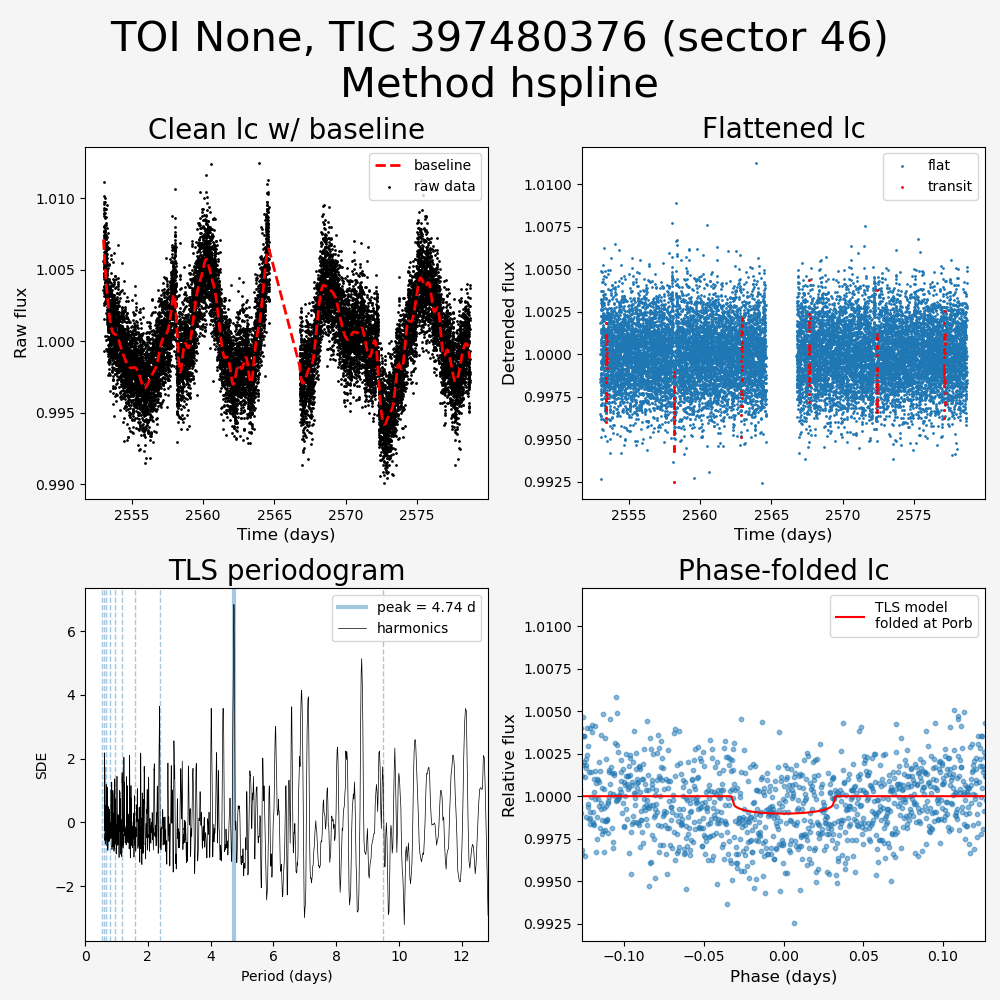 TOI None, TIC 397480376 (sector 46)
Method hspline
Clean lc w/ baseline
baseline
raw data
1.010
1.005
1.000
0.995
0.990
Raw flux
2555
2560
2565
2570
2575
Time (days)
Flattened lc
flat
transit
1.0100
1.0075
1.0050
1.0025
1.0000
0.9975
0.9950
0.9925
Detrended flux
2555
2560
2565
2570
2575
Time (days)
TLS periodogram
peak = 4.74 d
harmonics
6
4
2
0
−2
SDE
0
2
4
6
8
10
12
Period (days)
Phase-folded lc
TLS model
folded at Porb
1.0100
1.0075
1.0050
1.0025
1.0000
0.9975
0.9950
0.9925
Relative flux
−0.10
−0.05
0.00
0.05
0.10
Phase (days)